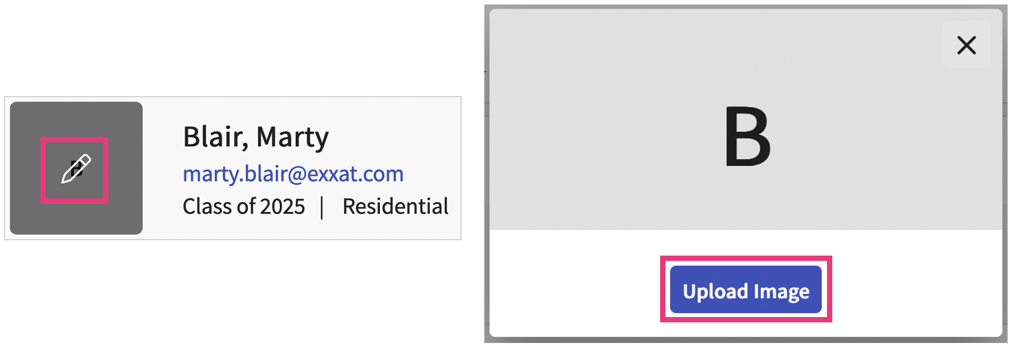 Blair, Marty
marty.blair@exxat.com
Class of 2025 | Residential
B
Upload Image